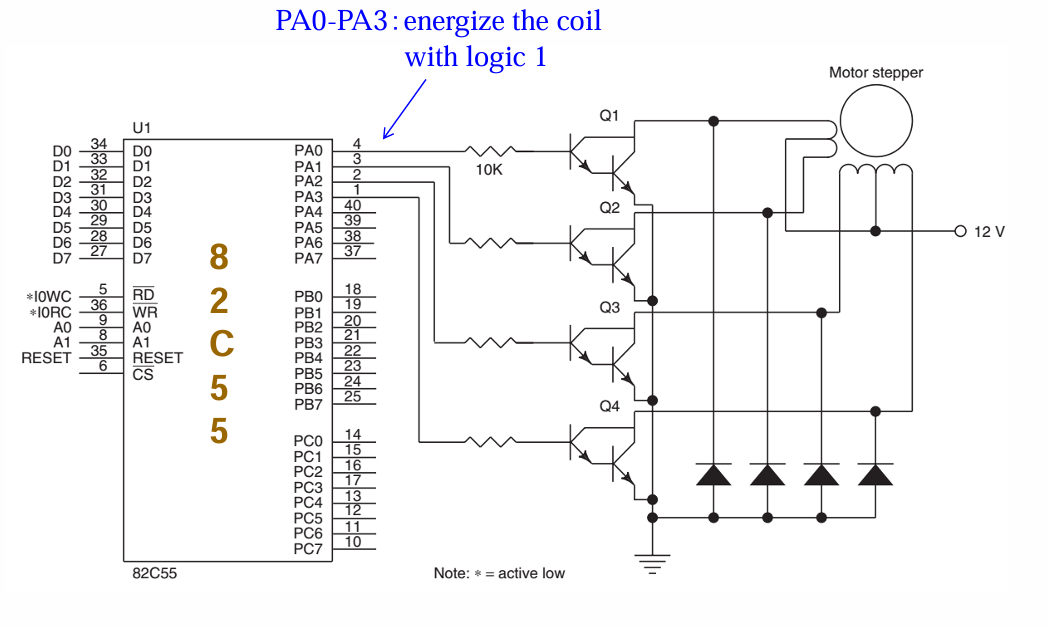 PA0-PA3: energize the coil
with logic 1
Motor stepper
U1
Q1
D0 34 D0 PA0 4
D1 33 D1 PA1 3
D2 32 D2 PA2 2
D3 31 D3 PA3 1
D4 30 D4 PA4 40
D5 29 D5 PA5 39
D6 28 D6 PA6 38
D7 27 D7 PA7 37
10K
Q2
12 V
8
2
C
5
5
*I0WC 5 RD PB0 18
*I0RC 36 WR PB1 19
A0 9 A0 PB2 20
A1 8 A1 PB3 21
RESET 35 RESET PB4 22
6 CS PB5 23
PB6 24
PB7 25
Q3
Q4
PC0 14
PC1 15
PC2 16
PC3 17
PC4 13
PC5 12
PC6 11
PC7 10
82C55
Note: * = active low